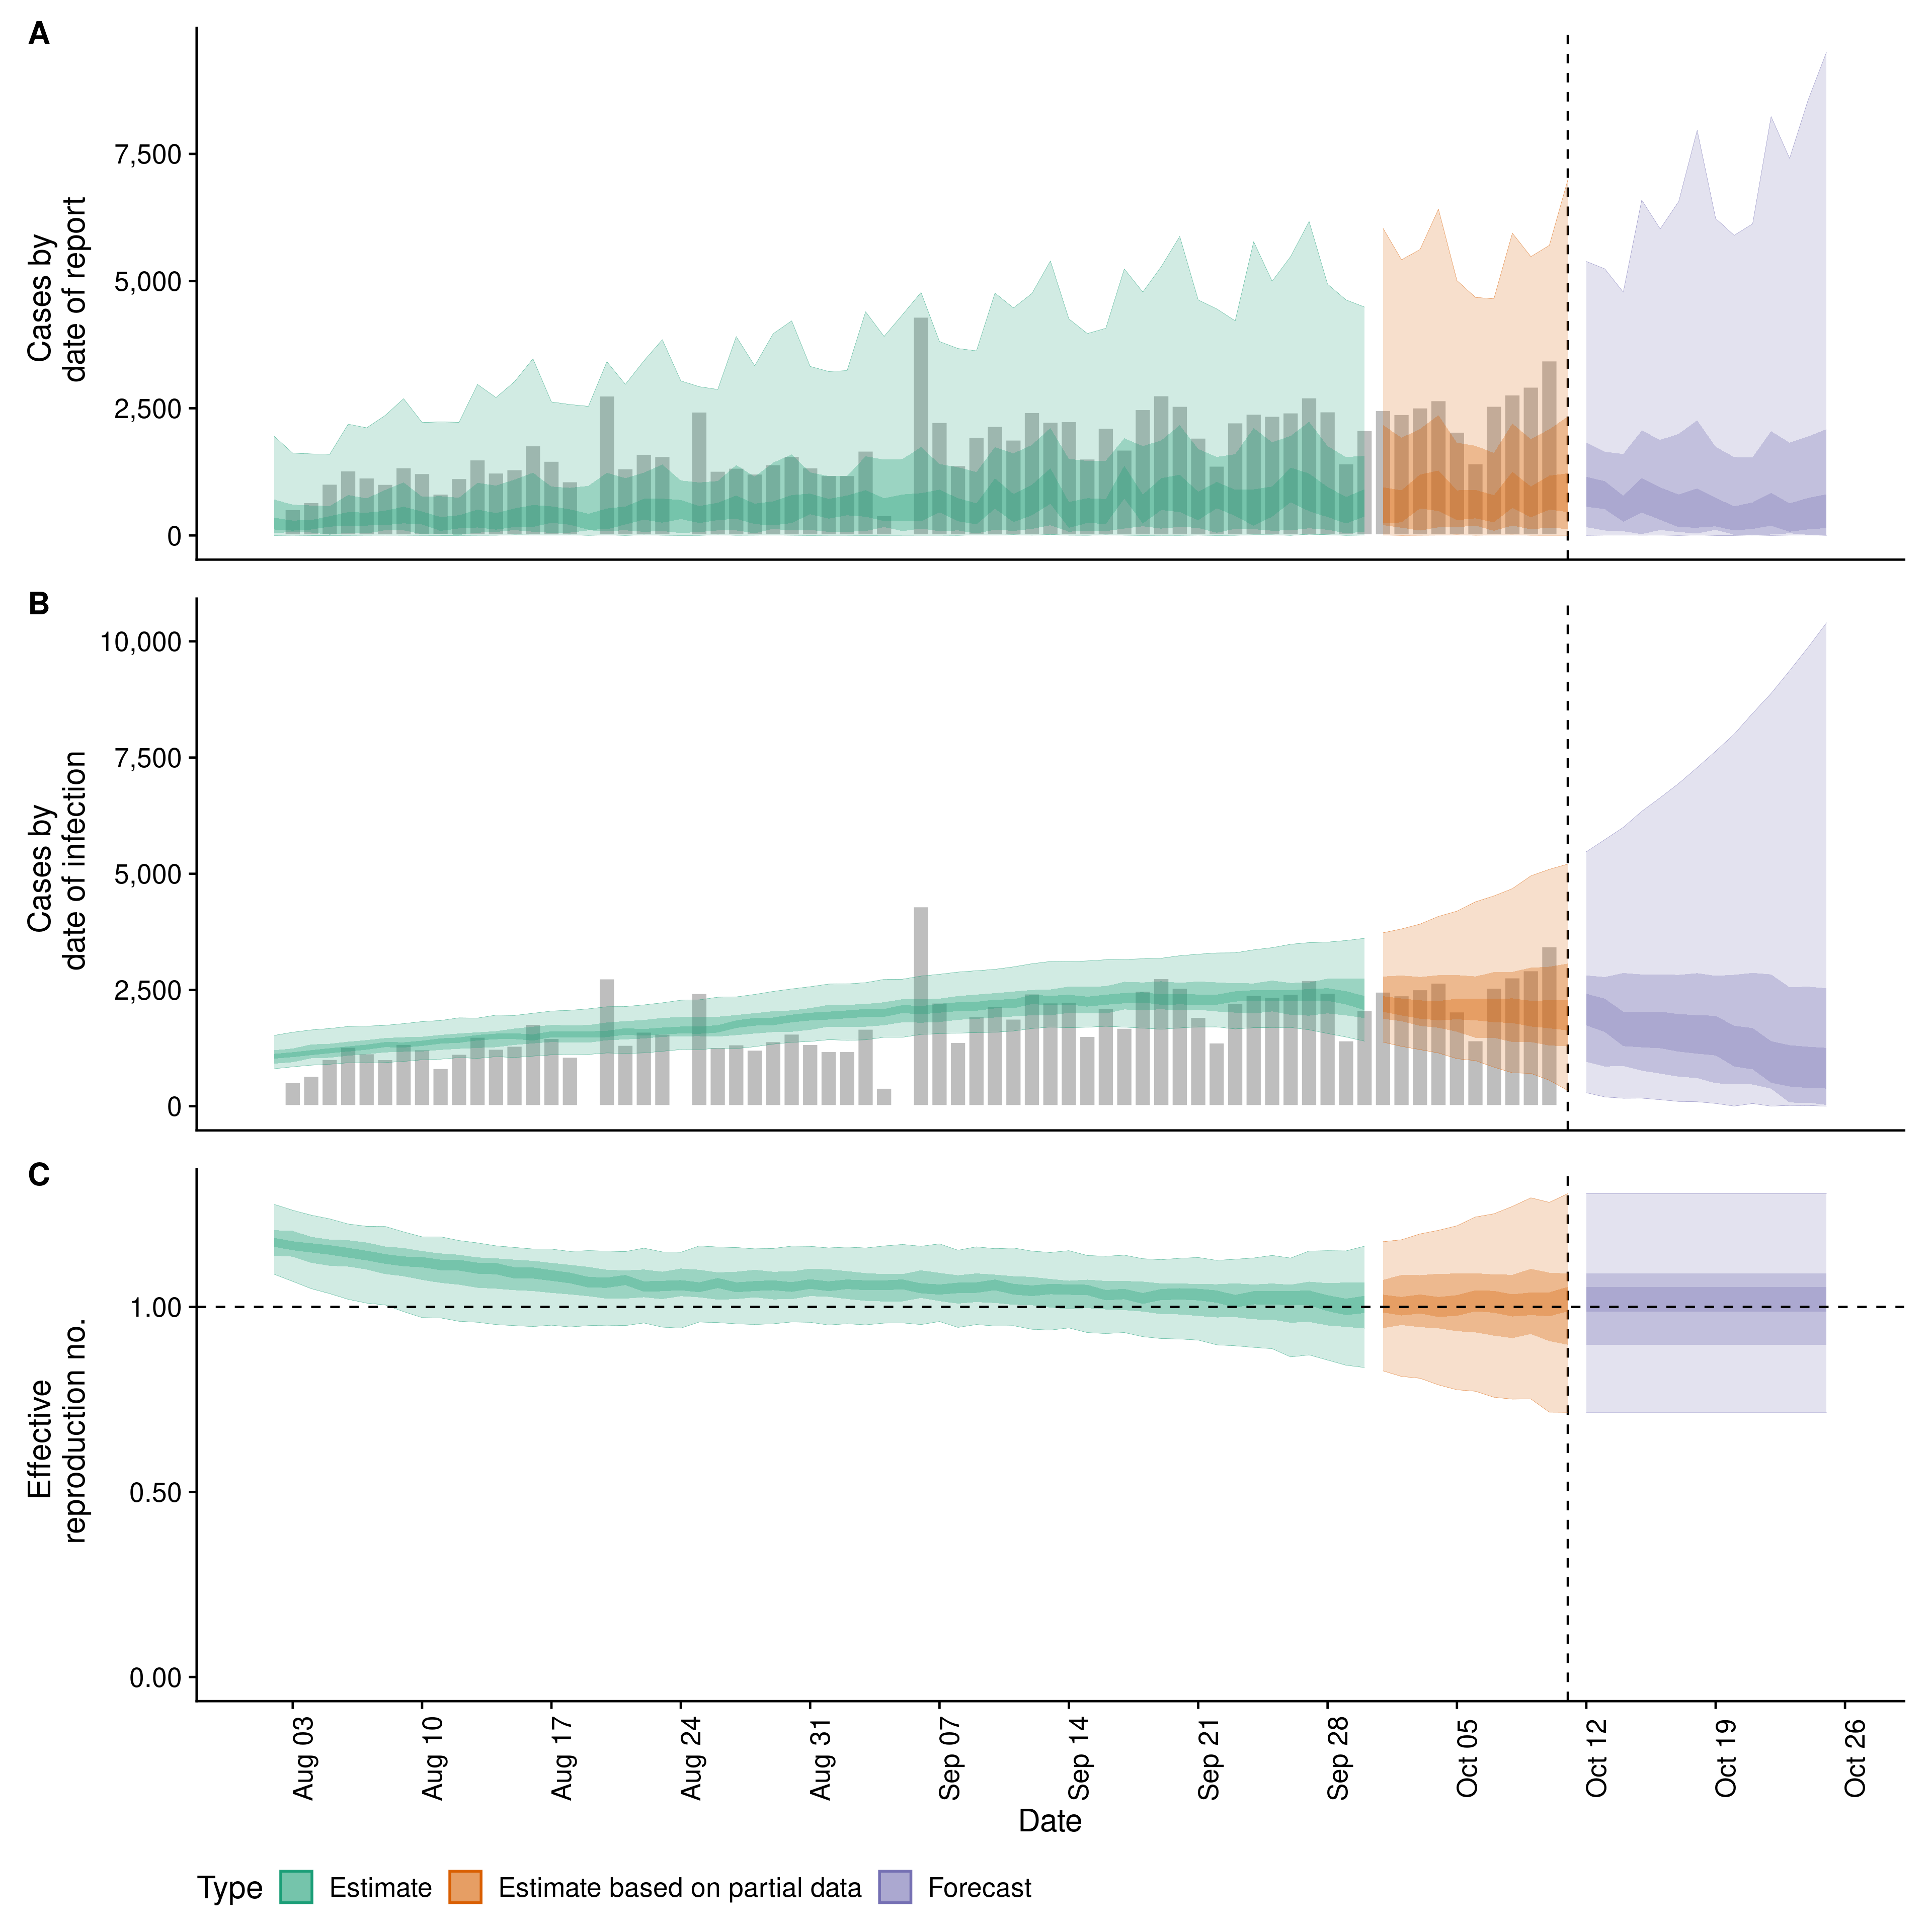 A
Cases by
date of report
7,500
5,000
2,500
0
B
Cases by
date of infection
10,000
7,500
5,000
2,500
0
C
Effective
reproduction no.
1.00
0.50
0.00
Aug 03
Aug 10
Aug 17
Aug 24
Aug 31
Sep 07
Sep 14
Sep 21
Sep 28
Oct 05
Oct 12
Oct 19
Oct 26
Date
Type Estimate Estimate based on partial data Forecast